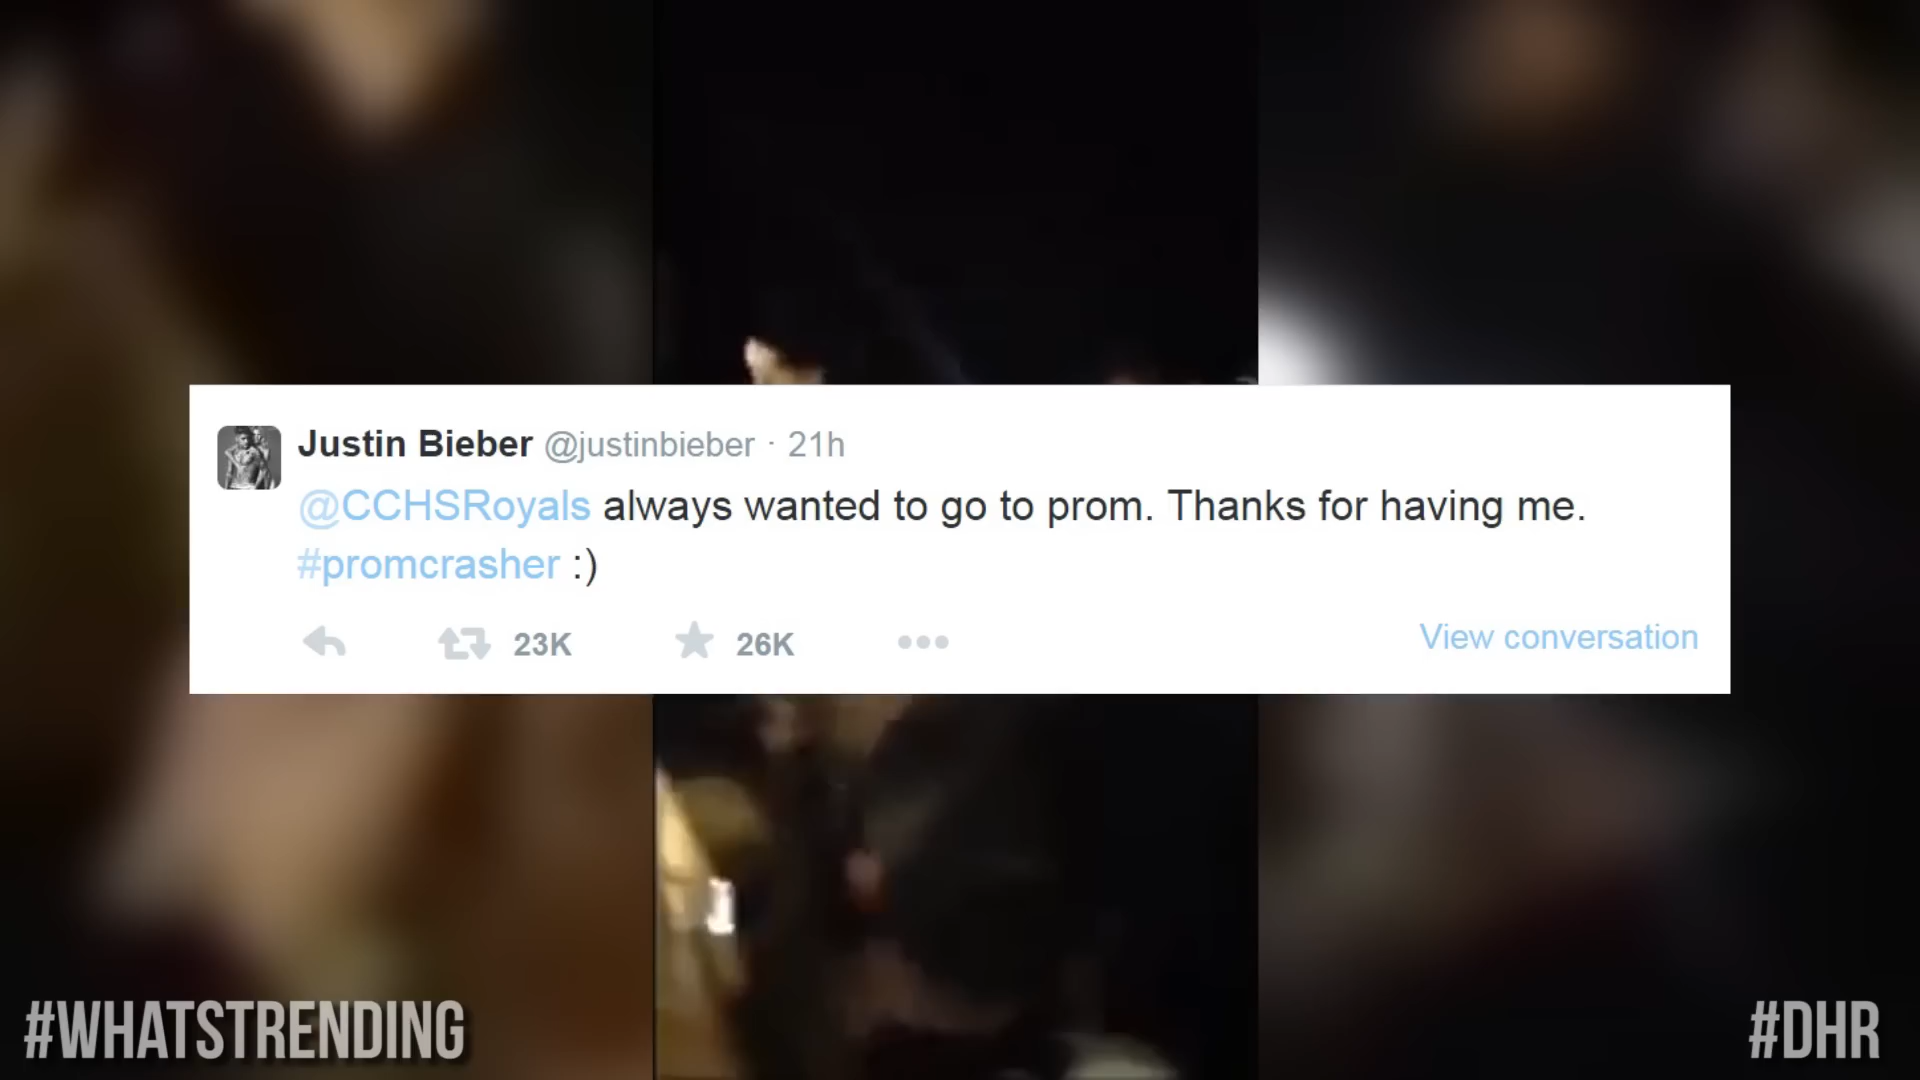 Justin Bieber @justinbieber · 21h
@CCHSRoyals always wanted to go to prom. Thanks for having me.
#promcrasher :)
23K 26K View conversation
#WHATSTRENDING #DHR